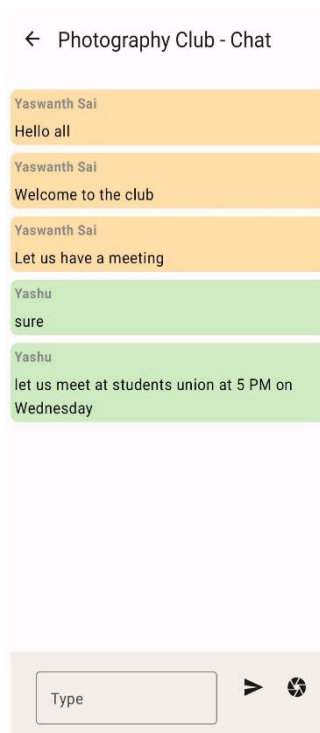 Photography Club - Chat
Yaswanth Sai
Hello all
Yaswanth Sai
Welcome to the club
Yaswanth Sai
Let us have a meeting
Yashu
sure
Yashu
let us meet at students union at 5 PM on
Wednesday
Type